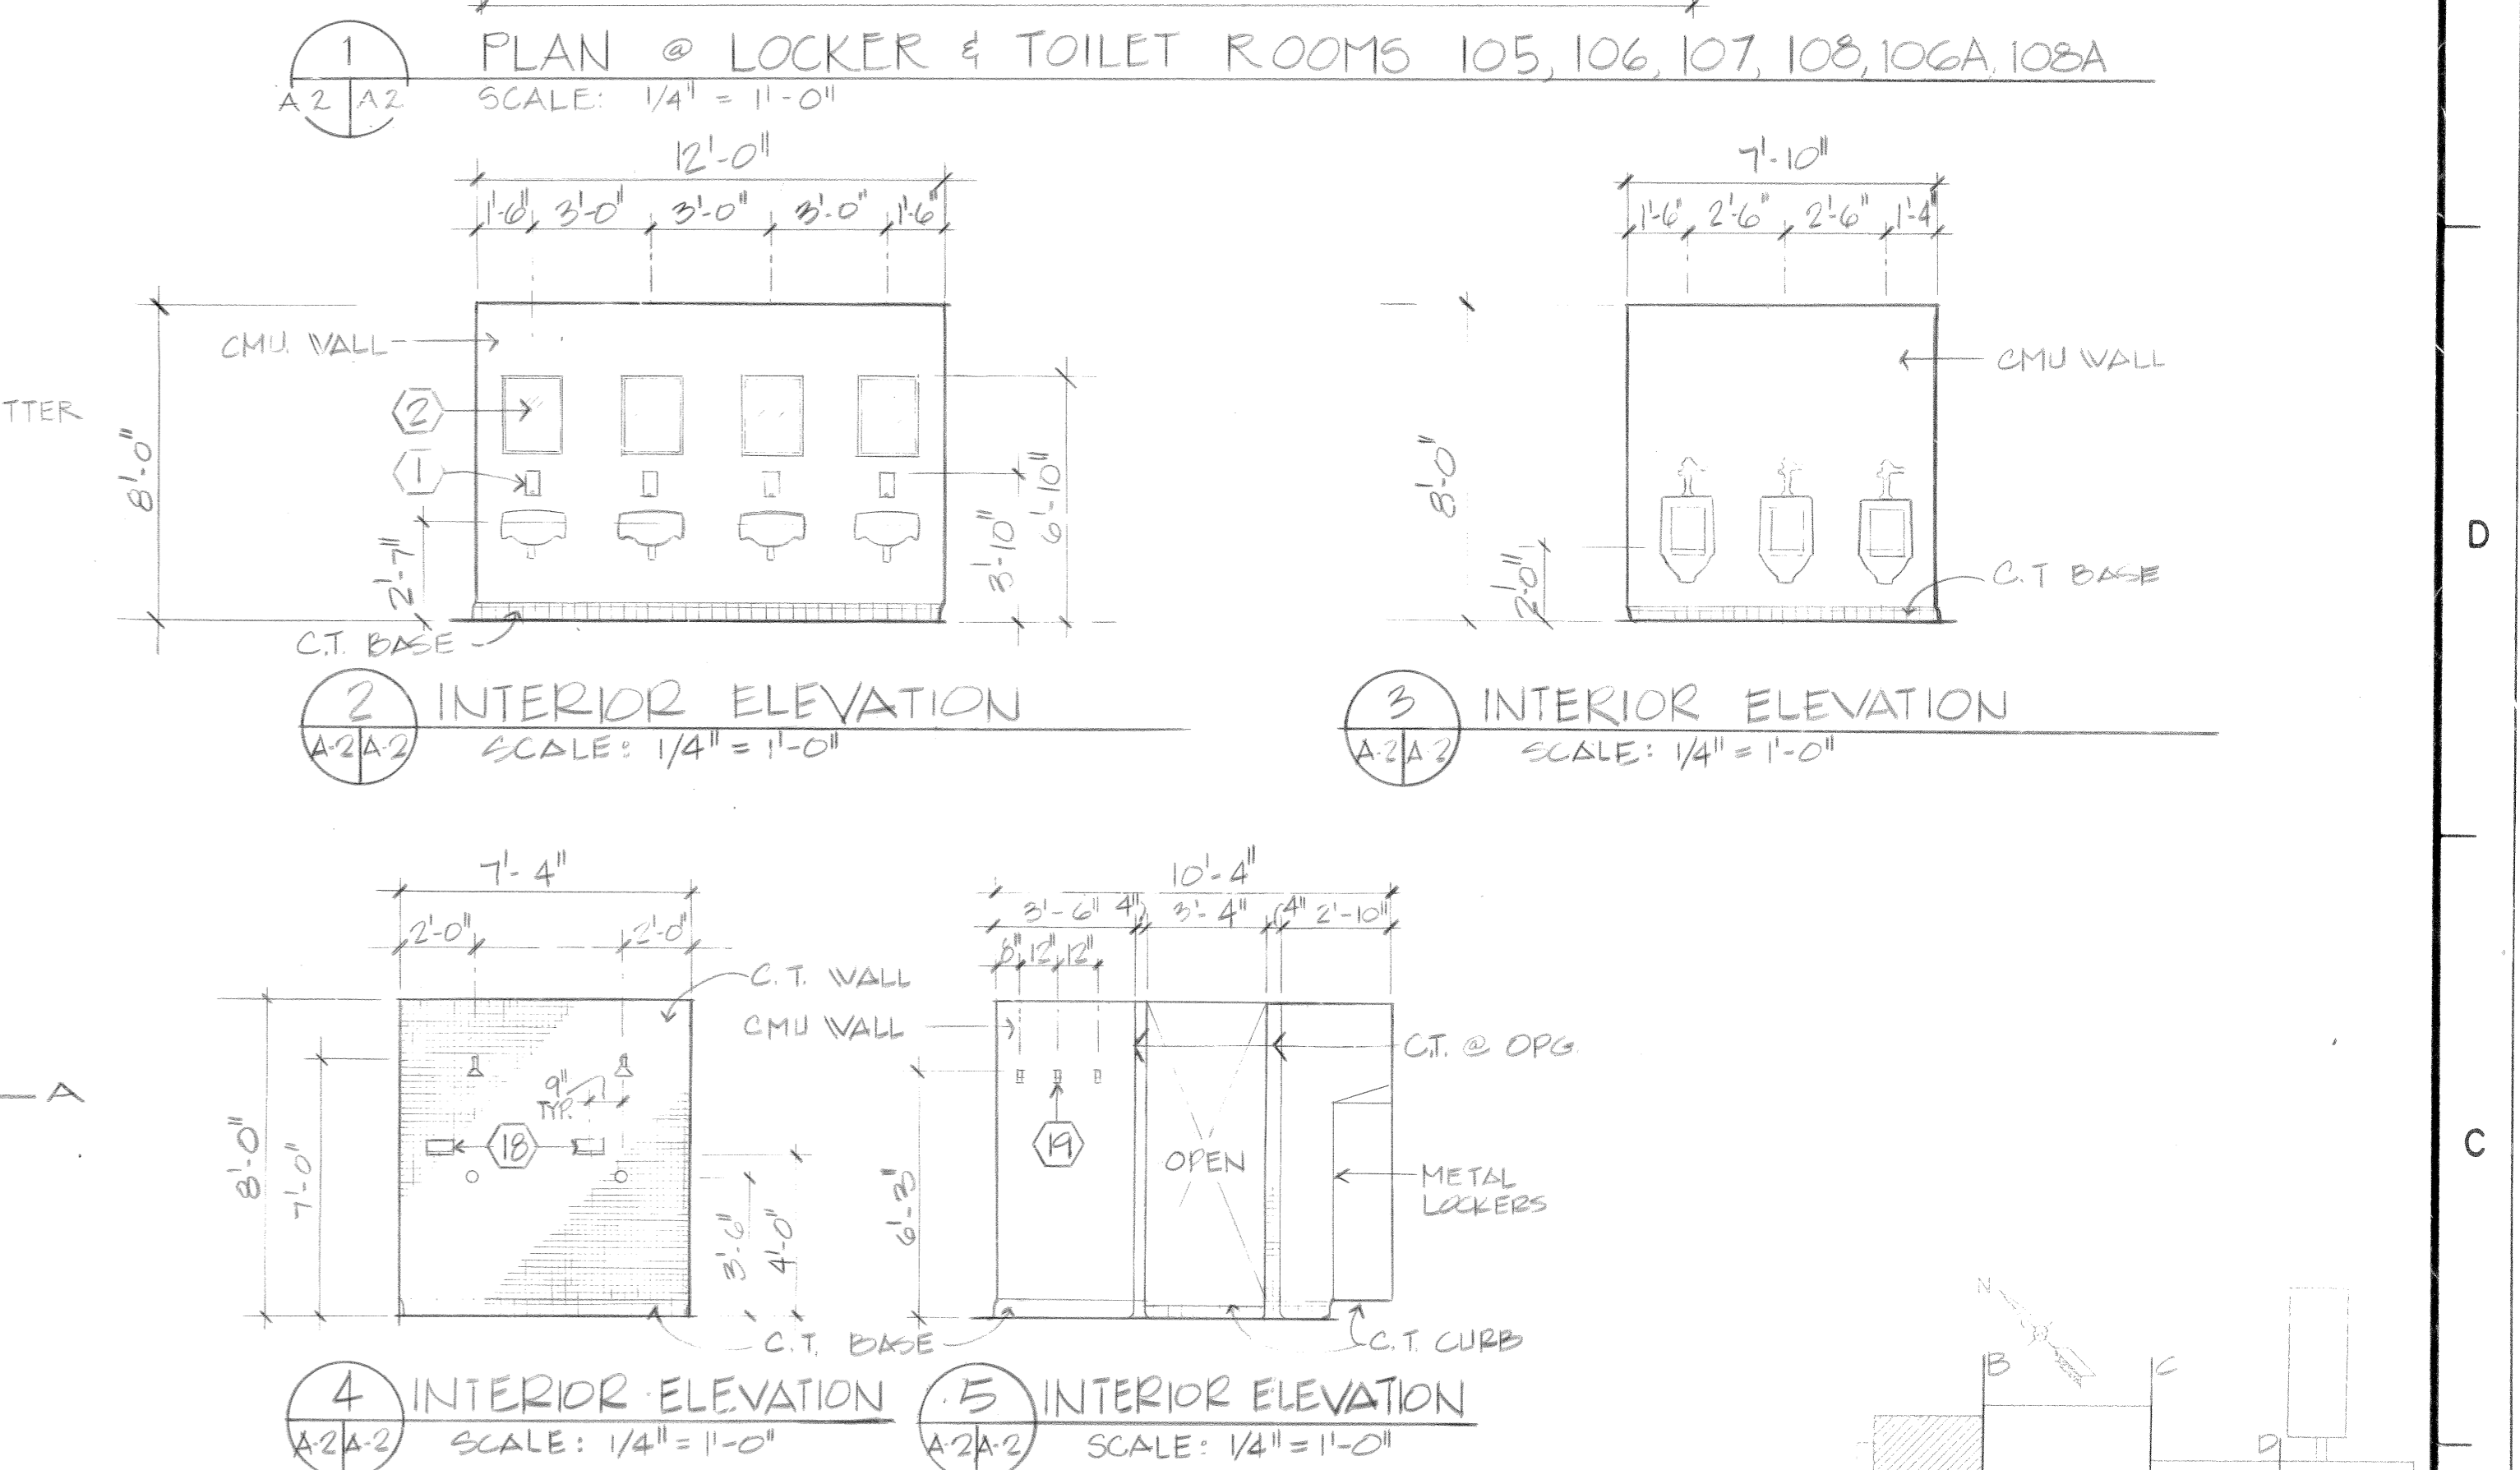 1
PLAN @ LOCKER & TOILET ROOMS 105, 106, 107, 108, 106A, 108A
A 2 A2
SCALE: 1/4" = 1'-0"
12'-0"
1'-6" 3'-0" 3'-0" 3'-0" 1'-6"
CMU. WALL
2
1
8'-0"
2'-7"
3'-10"
6'-10"
C.T. BASE
TTER
2
INTERIOR ELEVATION
A-2 A-2
SCALE: 1/4" = 1'-0"
7'-10"
1'-6" 2'-6" 2'-6" 1'-4"
CMU WALL
8'-0"
2'-0"
C.T BASE
3
INTERIOR ELEVATION
A-2 A-2
SCALE: 1/4" = 1'-0"
D
7'-4"
2'-0" 2'-0"
C.T. WALL
9"
TYP.
18
8'-0"
7'-0"
3'-6"
4'-0"
C.T. BASE
A
4
INTERIOR ELEVATION
A-2 A-2
SCALE: 1/4" = 1'-0"
10'-4"
3'-6" 4" 3'-4" 4" 2'-10"
12" 12"
CMU WALL
C.T. @ OPG.
19
OPEN
6'-3"
METAL
LOCKERS
C.T. CURB
5
INTERIOR ELEVATION
A-2 A-2
SCALE: 1/4" = 1'-0"
C
N
B
C
D